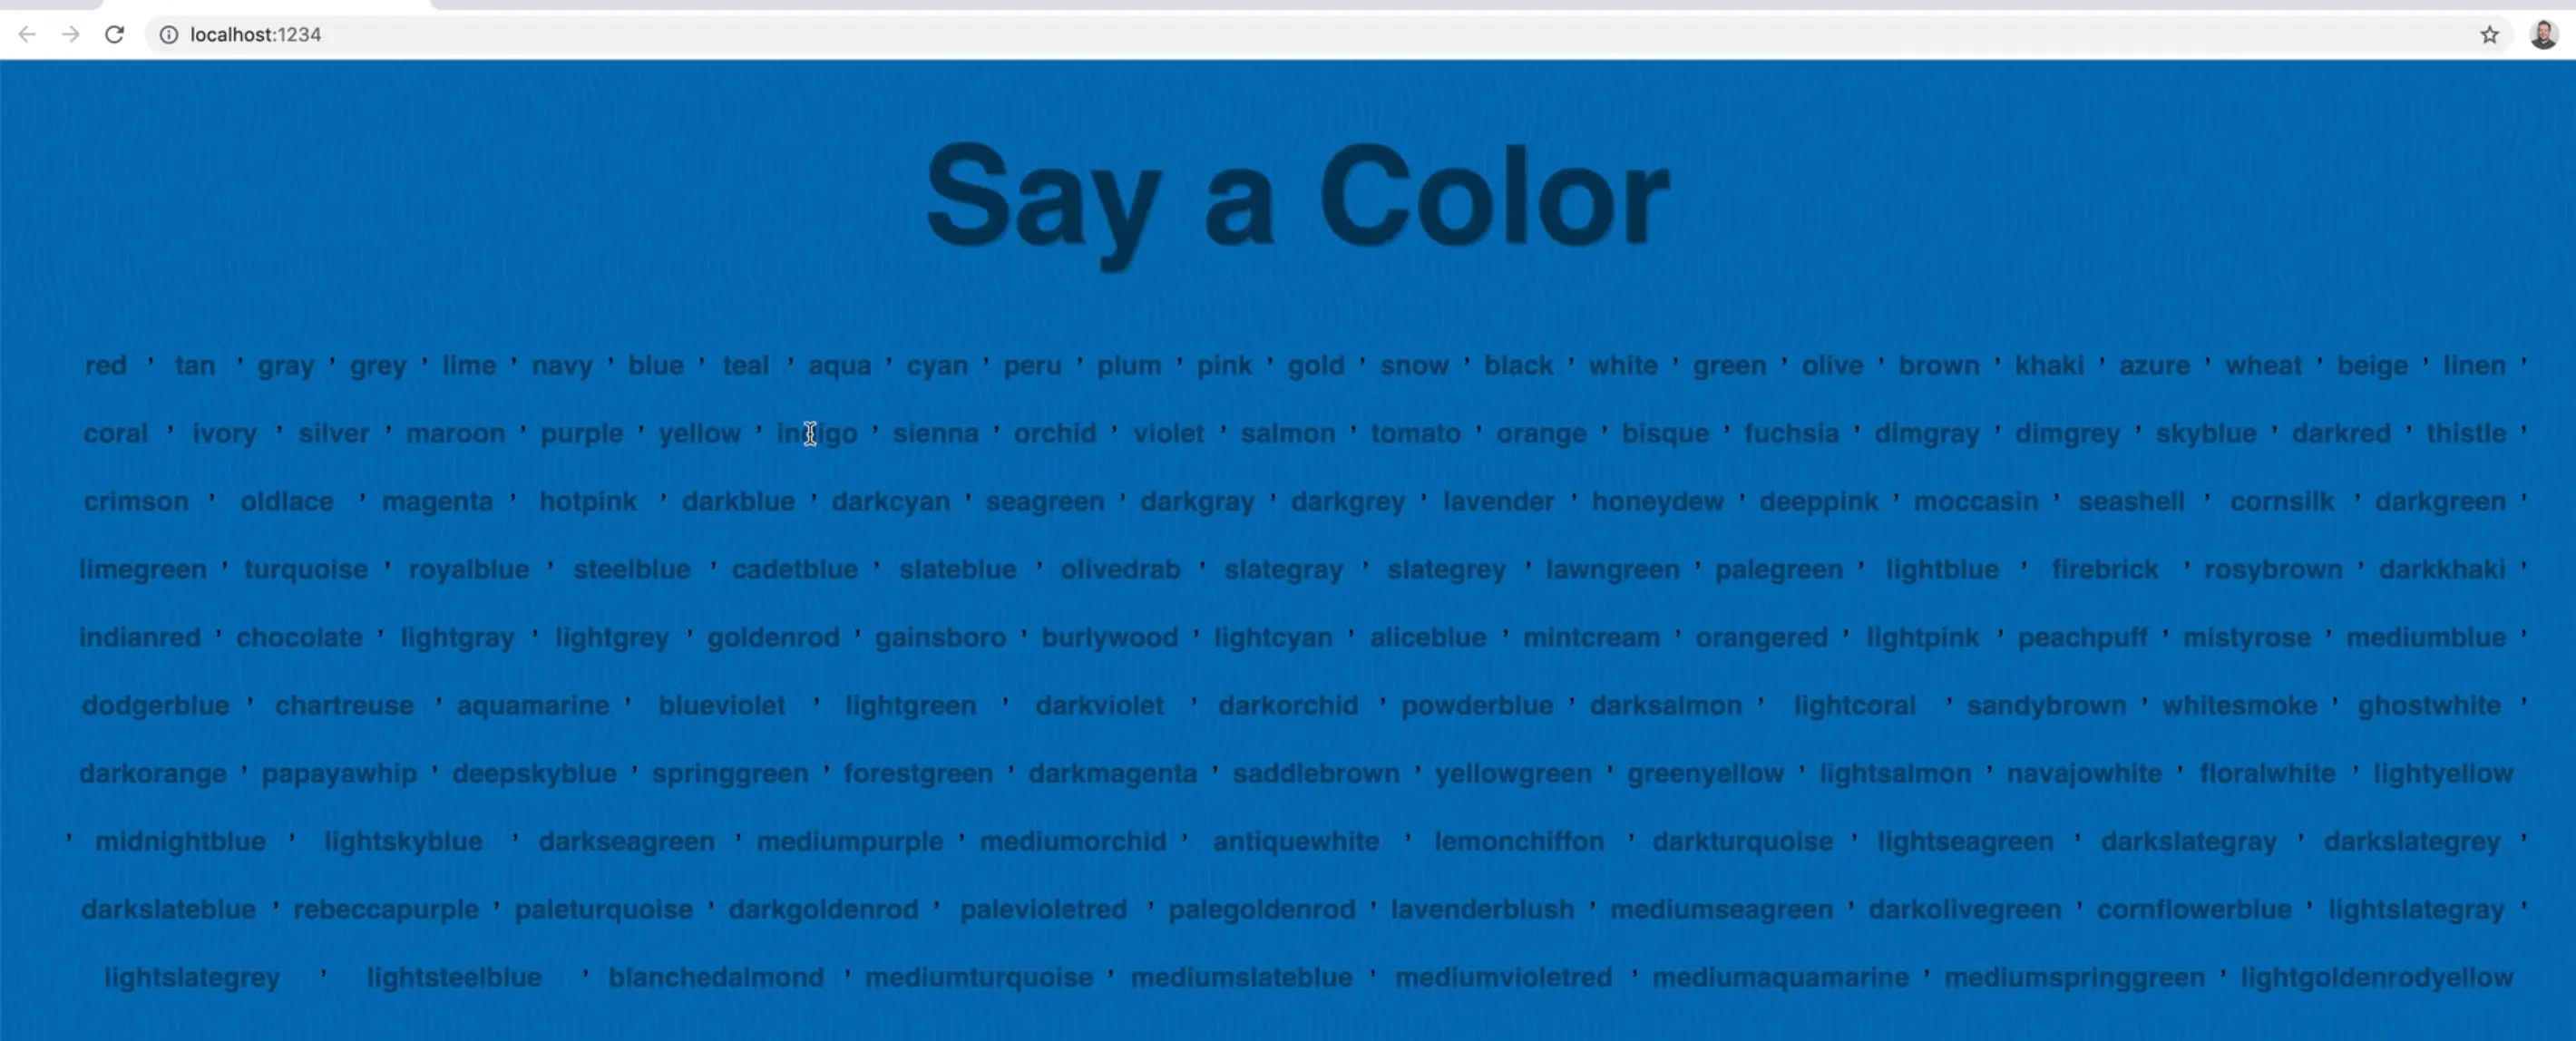 localhost:1234
Say a Color
red ’ tan ’ gray ’ grey ’ lime ’ navy ’ blue ’ teal ’ aqua ’ cyan ’ peru ’ plum ’ pink ’ gold ’ snow ’ black ’ white ’ green ’ olive ’ brown ’ khaki ’ azure ’ wheat ’ beige ’ linen ’
coral ’ ivory ’ silver ’ maroon ’ purple ’ yellow ’ indigo ’ sienna ’ orchid ’ violet ’ salmon ’ tomato ’ orange ’ bisque ’ fuchsia ’ dimgray ’ dimgrey ’ skyblue ’ darkred ’ thistle ’
crimson ’ oldlace ’ magenta ’ hotpink ’ darkblue ’ darkcyan ’ seagreen ’ darkgray ’ darkgrey ’ lavender ’ honeydew ’ deeppink ’ moccasin ’ seashell ’ cornsilk ’ darkgreen ’
limegreen ’ turquoise ’ royalblue ’ steelblue ’ cadetblue ’ slateblue ’ olivedrab ’ slategray ’ slategrey ’ lawngreen ’ palegreen ’ lightblue ’ firebrick ’ rosybrown ’ darkkhaki ’
indianred ’ chocolate ’ lightgray ’ lightgrey ’ goldenrod ’ gainsboro ’ burlywood ’ lightcyan ’ aliceblue ’ mintcream ’ orangered ’ lightpink ’ peachpuff ’ mistyrose ’ mediumblue ’
dodgerblue ’ chartreuse ’ aquamarine ’ blueviolet ’ lightgreen ’ darkviolet ’ darkorchid ’ powderblue ’ darksalmon ’ lightcoral ’ sandybrown ’ whitesmoke ’ ghostwhite ’
darkorange ’ papayawhip ’ deepskyblue ’ springgreen ’ forestgreen ’ darkmagenta ’ saddlebrown ’ yellowgreen ’ greenyellow ’ lightsalmon ’ navajowhite ’ floralwhite ’ lightyellow
’ midnightblue ’ lightskyblue ’ darkseagreen ’ mediumpurple ’ mediumorchid ’ antiquewhite ’ lemonchiffon ’ darkturquoise ’ lightseagreen ’ darkslategray ’ darkslategrey ’
darkslateblue ’ rebeccapurple ’ paleturquoise ’ darkgoldenrod ’ palevioletred ’ palegoldenrod ’ lavenderblush ’ mediumseagreen ’ darkolivegreen ’ cornflowerblue ’ lightslategray ’
lightslategrey ’ lightsteelblue ’ blanchedalmond ’ mediumturquoise ’ mediumslateblue ’ mediumvioletred ’ mediumaquamarine ’ mediumspringgreen ’ lightgoldenrodyellow